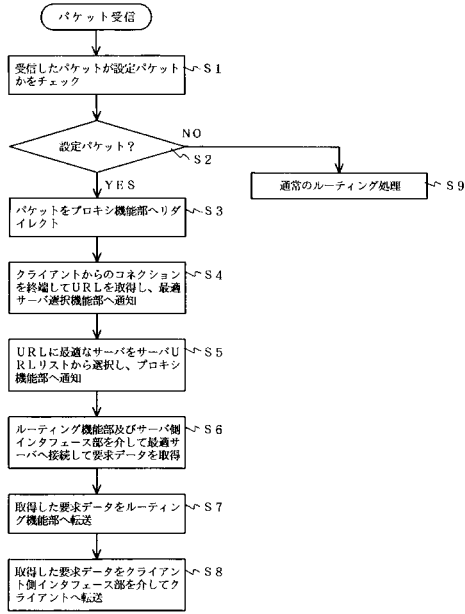 パケット受信
受信したパケットが設定パケット
かをチェック
S1
設定パケット？
NO
S2
YES
通常のルーティング処理
S9
パケットをプロキシ機能部へリダ
イレクト
S3
クライアントからのコネクション
を終端してURLを取得し、最適
サーバ選択機能部へ通知
S4
URLに最適なサーバをサーバU
RLリストから選択し、プロキシ
機能部へ通知
S5
ルーティング機能部及びサーバ側
インタフェース部を介して最適サー
バへ接続して要求データを取得
S6
取得した要求データをルーティン
グ機能部へ転送
S7
取得した要求データをクライアン
ト側インタフェース部を介してク
ライアントへ転送
S8